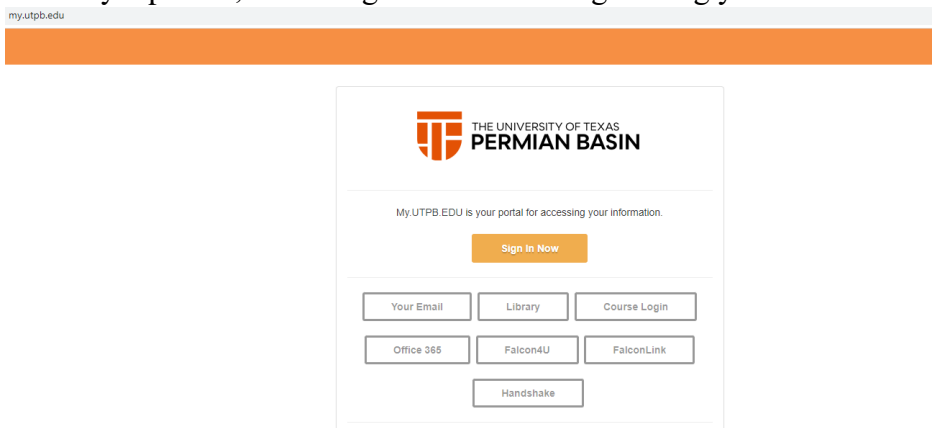 my.utpb.edu
THE UNIVERSITY OF TEXAS
PERMIAN BASIN
My.UTPB.EDU is your portal for accessing your information.
Sign In Now
Your Email Library Course Login
Office 365 Falcon4U FalconLink
Handshake